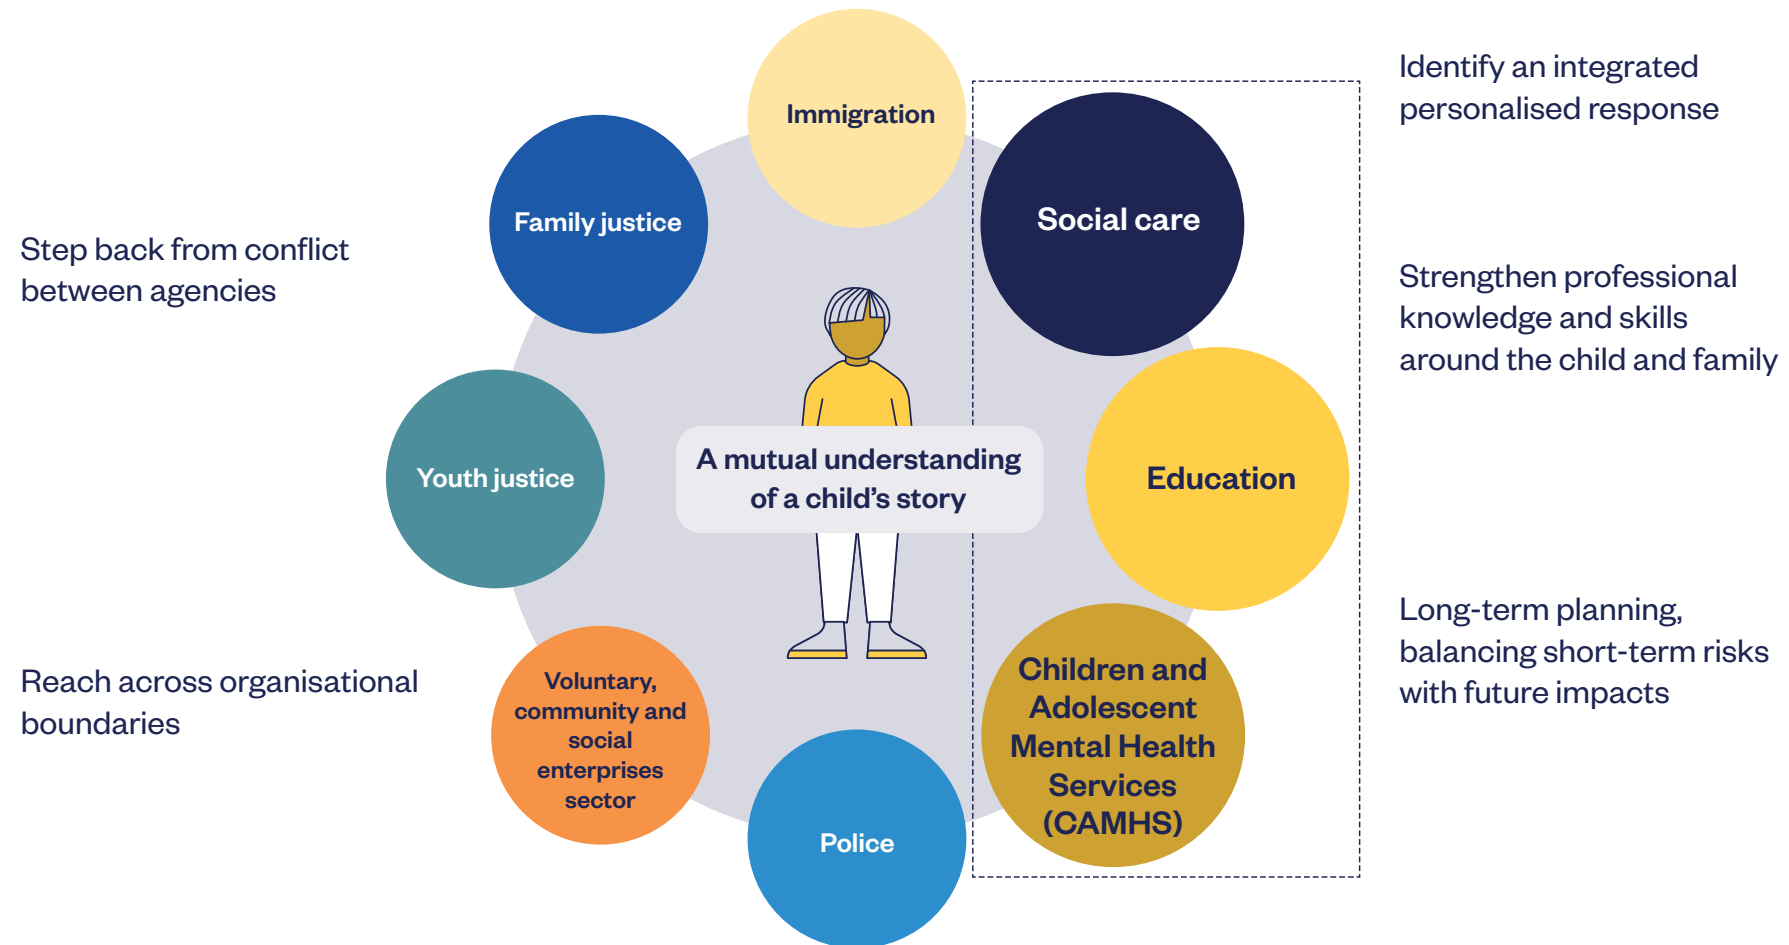 Immigration
Identify an integrated
personalised response
Family justice
Social care
Step back from conflict
between agencies
Strengthen professional
knowledge and skills
around the child and family
Youth justice
A mutual understanding
of a child’s story
Education
Reach across organisational
boundaries
Voluntary,
community and
social
enterprises
sector
Children and
Adolescent
Mental Health
Services
(CAMHS)
Long-term planning,
balancing short-term risks
with future impacts
Police